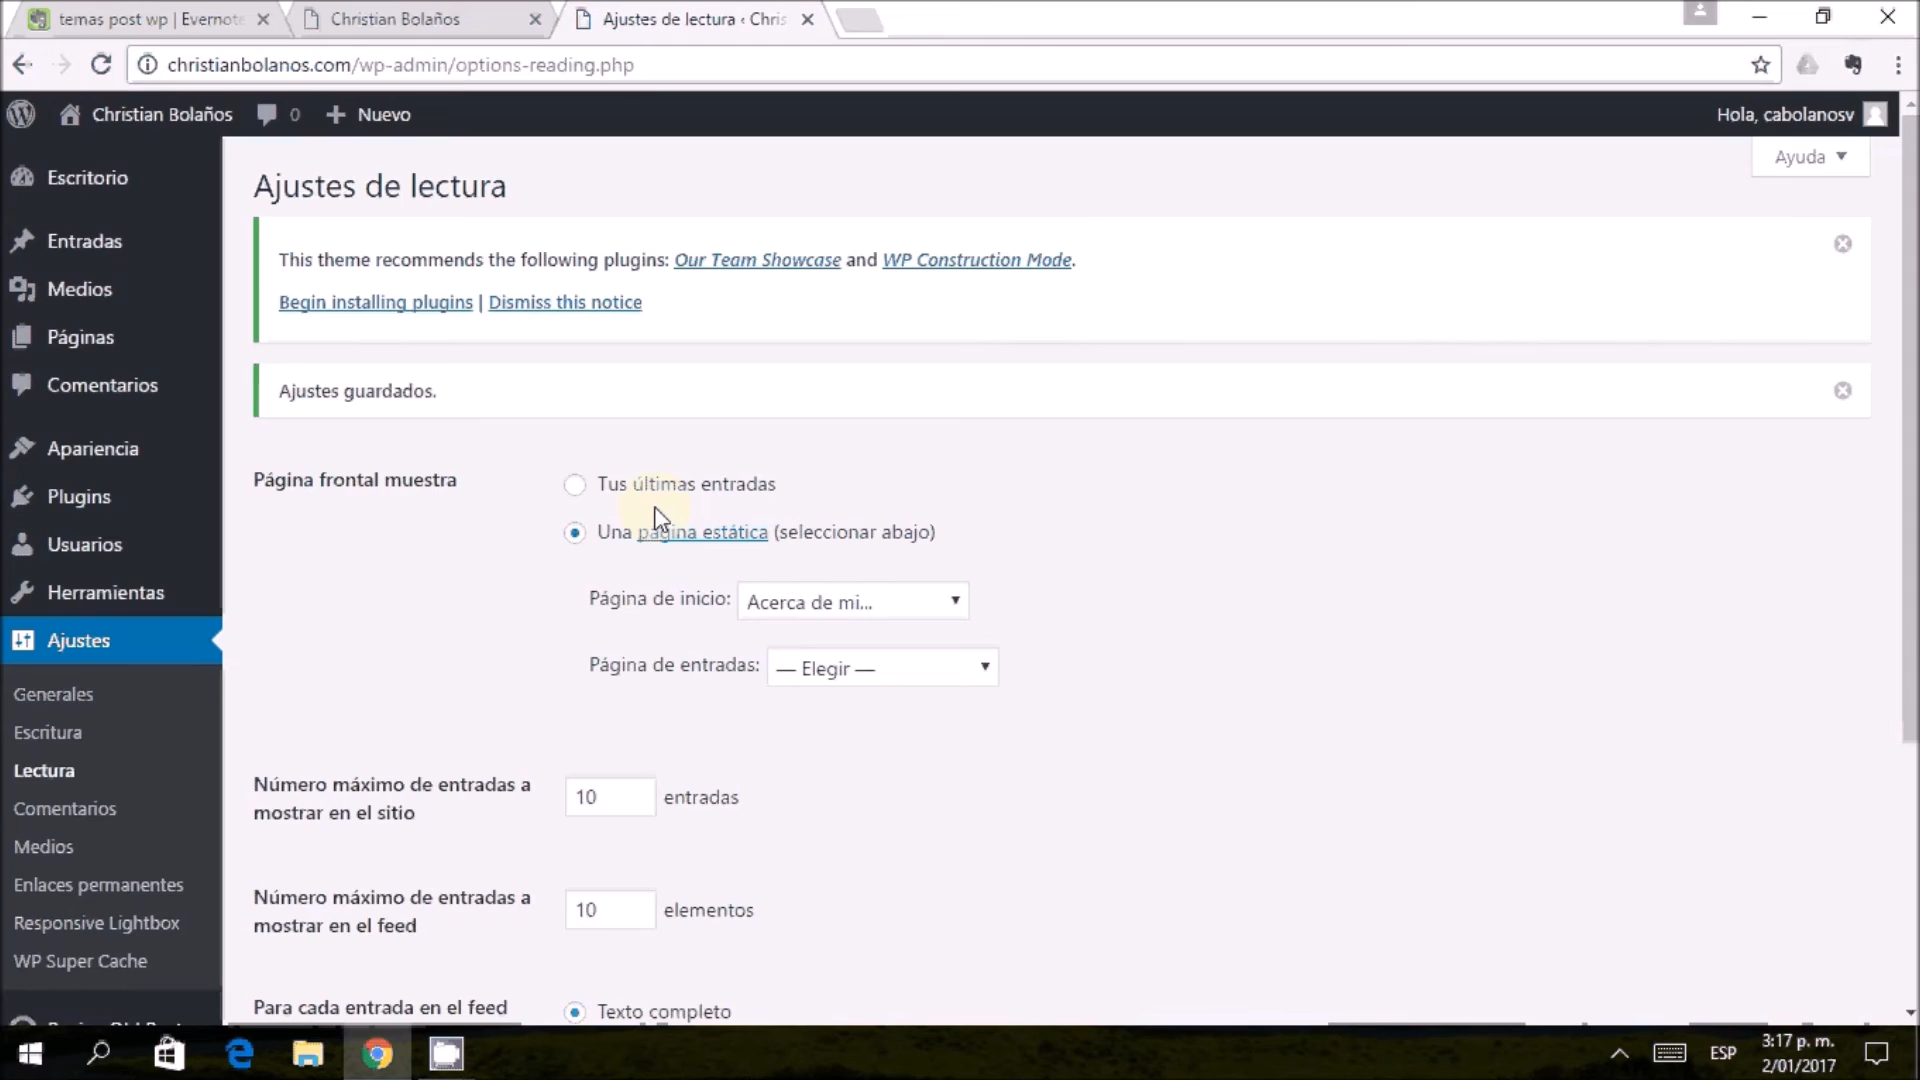 temas post wp | Evernote
Christian Bolaños
Ajustes de lectura ‹ Chris
christianbolanos.com/wp-admin/options-reading.php
Christian Bolaños
0
Nuevo
Hola, cabolanosv
Ayuda
Escritorio
Entradas
Medios
Páginas
Comentarios
Apariencia
Plugins
Usuarios
Herramientas
Ajustes
Generales
Escritura
Lectura
Comentarios
Medios
Enlaces permanentes
Responsive Lightbox
WP Super Cache
Ajustes de lectura
This theme recommends the following plugins: Our Team Showcase and WP Construction Mode.
Begin installing plugins | Dismiss this notice
Ajustes guardados.
Página frontal muestra
Tus últimas entradas
Una página estática (seleccionar abajo)
Página de inicio: Acerca de mi...
Página de entradas: — Elegir —
Número máximo de entradas a
mostrar en el sitio
10 entradas
Número máximo de entradas a
mostrar en el feed
10 elementos
Para cada entrada en el feed
Texto completo
ESP
3:17 p. m.
2/01/2017